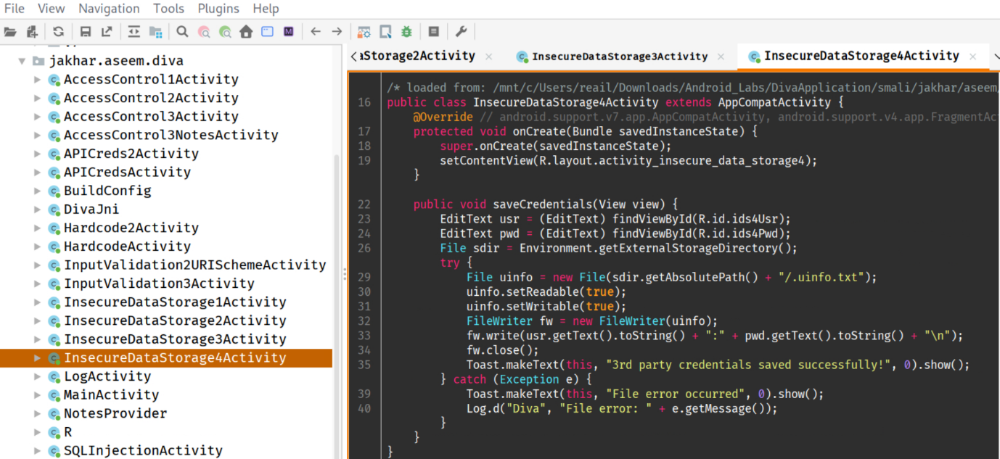 File View Navigation Tools Plugins Help
jakhar.aseem.diva
AccessControl1Activity
AccessControl2Activity
AccessControl3Activity
AccessControl3NotesActivity
APICreds2Activity
APICredsActivity
BuildConfig
DivaJni
Hardcode2Activity
HardcodeActivity
InputValidation2URISchemeActivity
InputValidation3Activity
InsecureDataStorage1Activity
InsecureDataStorage2Activity
InsecureDataStorage3Activity
InsecureDataStorage4Activity
LogActivity
MainActivity
NotesProvider
R
SQLInjectionActivity
aStorage2Activity × InsecureDataStorage3Activity × InsecureDataStorage4Activity ×
/* loaded from: /mnt/c/Users/reail/Downloads/Android_Labs/DivaApplication/smali/jakhar/aseem/
16 public class InsecureDataStorage4Activity extends AppCompatActivity {
@Override // android.support.v7.app.AppCompatActivity, android.support.v4.app.FragmentAc
17 protected void onCreate(Bundle savedInstanceState) {
18 super.onCreate(savedInstanceState);
19 setContentView(R.layout.activity_insecure_data_storage4);
}
22 public void saveCredentials(View view) {
23 EditText usr = (EditText) findViewById(R.id.ids4Usr);
24 EditText pwd = (EditText) findViewById(R.id.ids4Pwd);
26 File sdir = Environment.getExternalStorageDirectory();
try {
29 File uinfo = new File(sdir.getAbsolutePath() + "/.uinfo.txt");
30 uinfo.setReadable(true);
31 uinfo.setWritable(true);
32 FileWriter fw = new FileWriter(uinfo);
33 fw.write(usr.getText().toString() + ":" + pwd.getText().toString() + "\n");
34 fw.close();
35 Toast.makeText(this, "3rd party credentials saved successfully!", 0).show();
} catch (Exception e) {
39 Toast.makeText(this, "File error occurred", 0).show();
40 Log.d("Diva", "File error: " + e.getMessage());
}
}
}